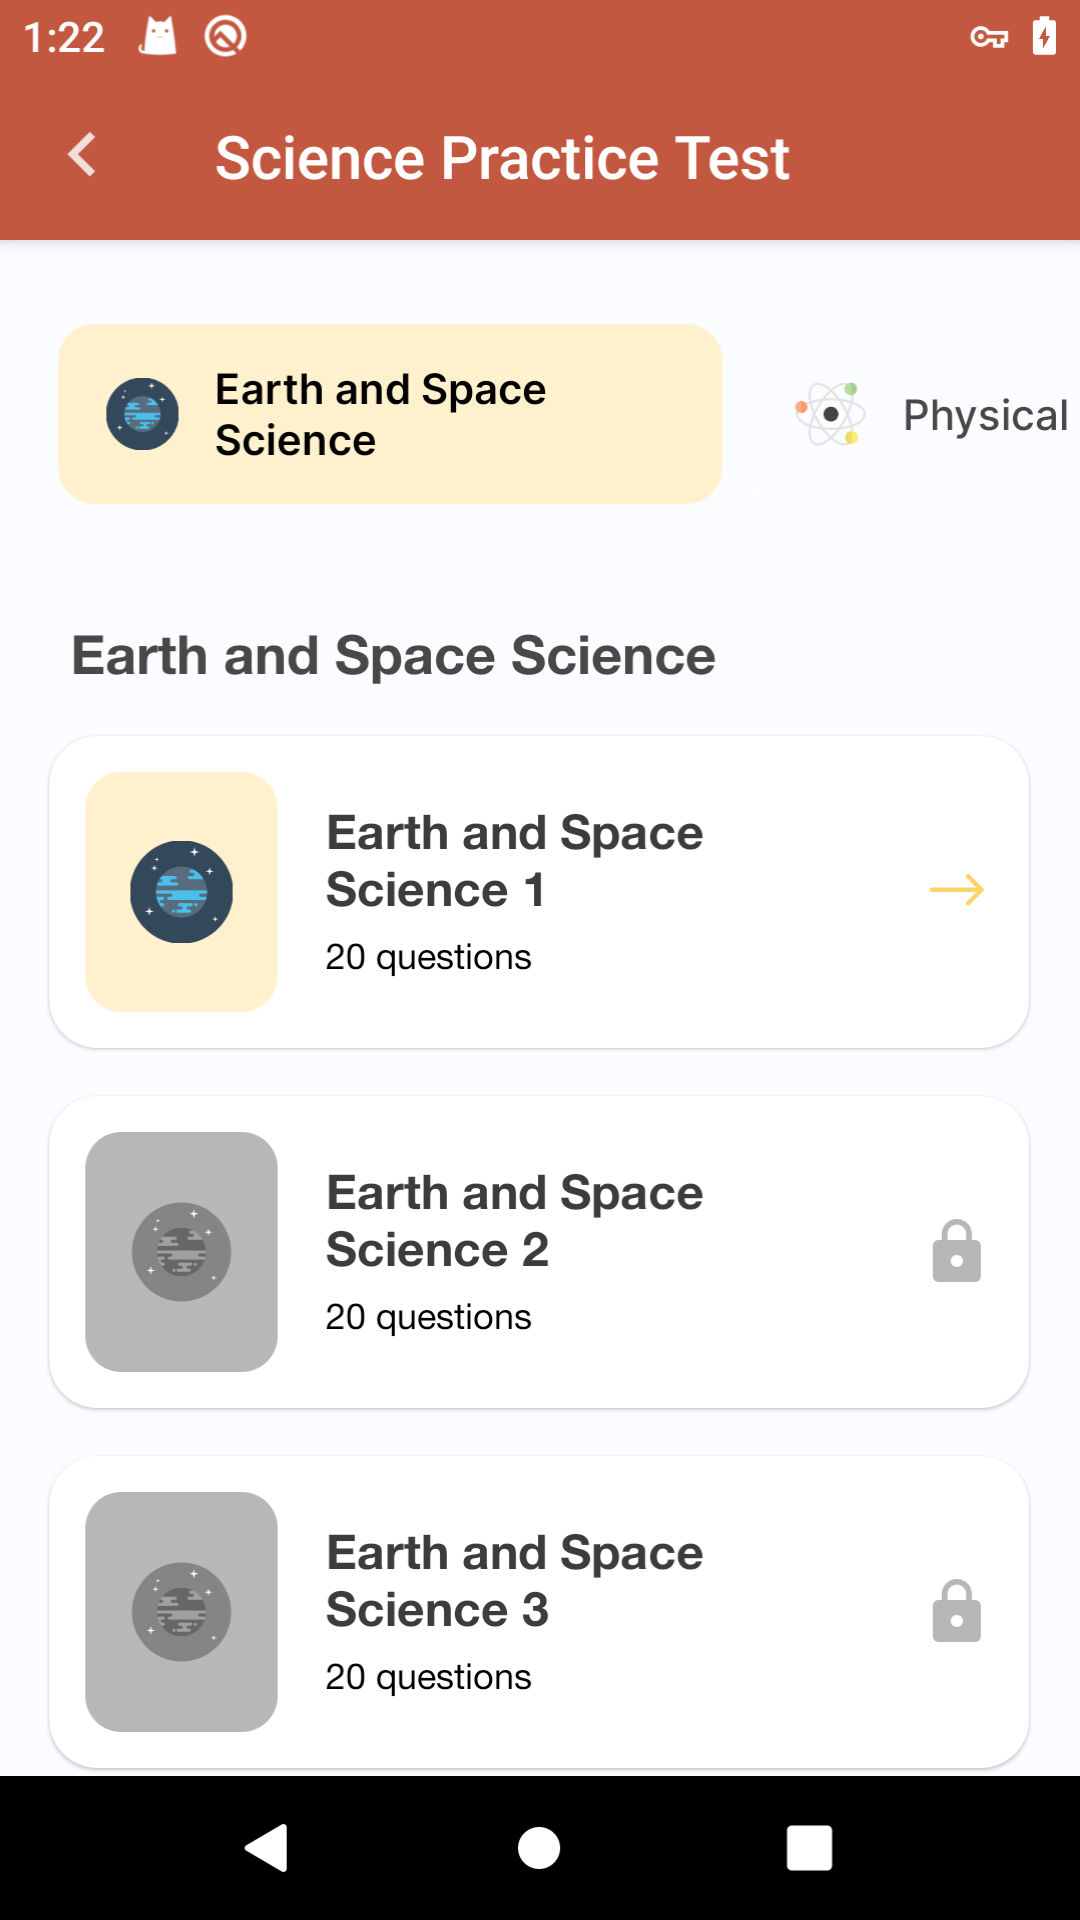 1:22
Science Practice Test
Earth and Space
Science
Physical
Earth and Space Science
Earth and Space
Science 1
20 questions
Earth and Space
Science 2
20 questions
Earth and Space
Science 3
20 questions